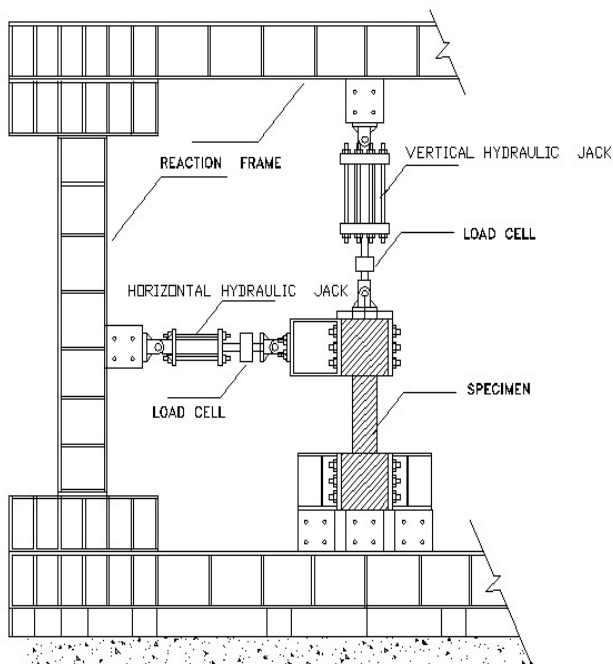 VERTICAL HYDRAULIC JACK
REACTION FRAME
LOAD CELL
HORIZONTAL HYDRAULIC JACK
SPECIMEN
LOAD CELL